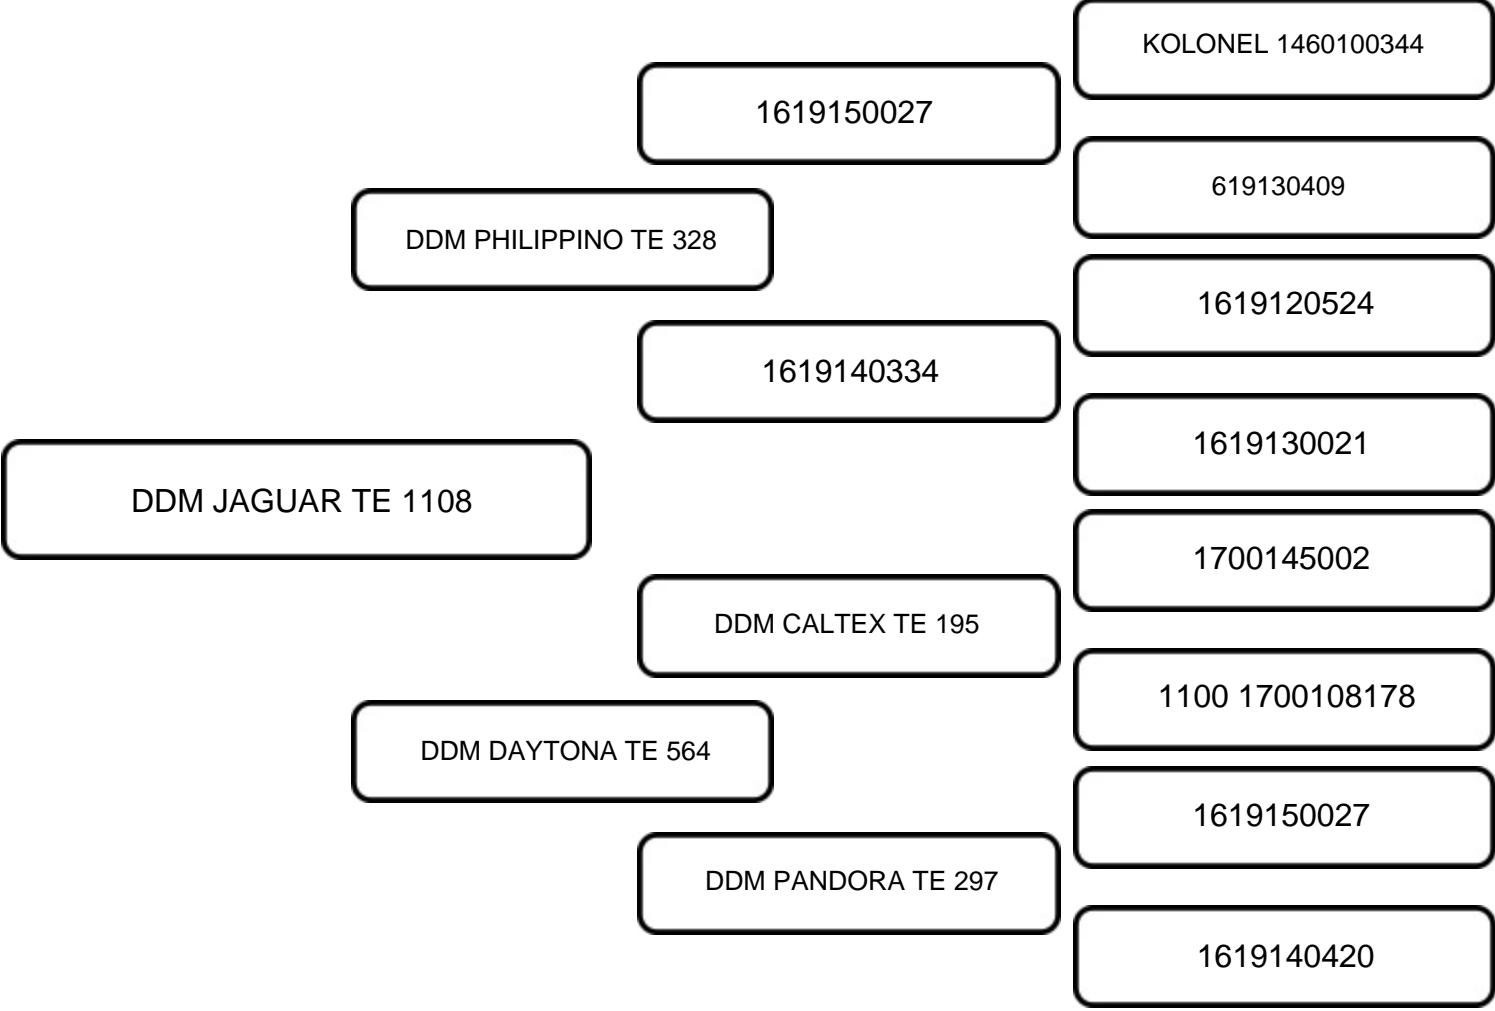 KOLONEL 1460100344
1619150027
619130409
DDM PHILIPPINO TE 328
1619120524
1619140334
1619130021
DDM JAGUAR TE 1108
1700145002
DDM CALTEX TE 195
1100 1700108178
DDM DAYTONA TE 564
1619150027
DDM PANDORA TE 297
1619140420